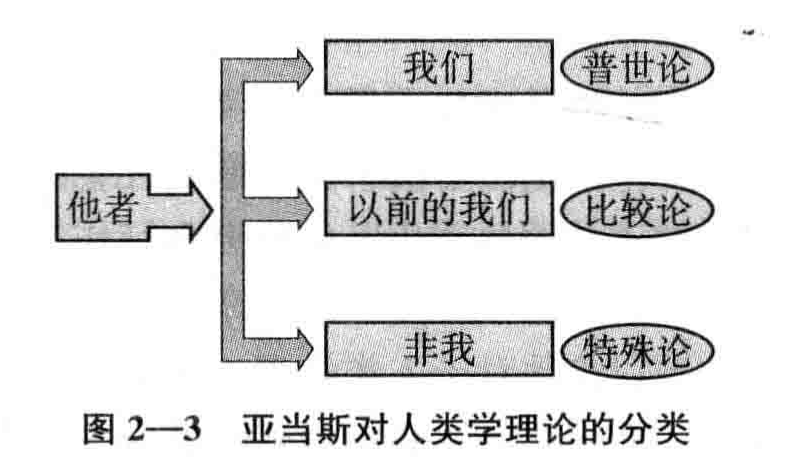 我们 普世论
他者
以前的我们 比较论
非我 特殊论
图 2—3 亚当斯对人类学理论的分类